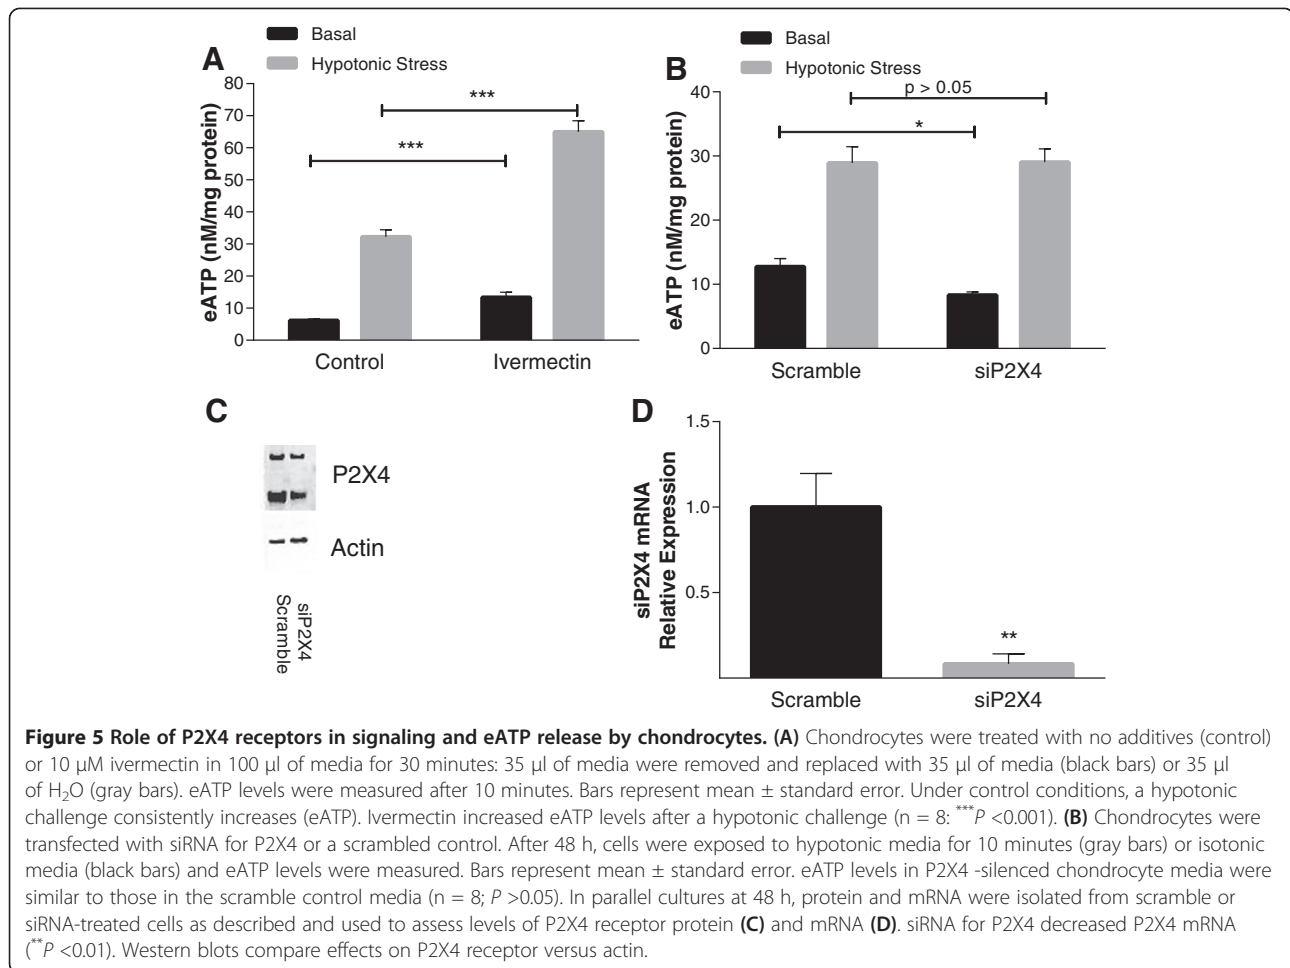 A
Basal
Hypotonic Stress
eATP (nM/mg protein)
80
70
60
50
40
30
20
10
0
***
***
Control
Ivermectin
B
Basal
Hypotonic Stress
eATP (nM/mg protein)
40
30
20
10
0
p > 0.05
*
Scramble
siP2X4
C
P2X4
Actin
Scramble
siP2X4
D
siP2X4 mRNA
Relative Expression
1.5
1.0
0.5
**
Scramble
siP2X4
Figure 5 Role of P2X4 receptors in signaling and eATP release by chondrocytes. (A) Chondrocytes were treated with no additives (control)
or 10 μM ivermectin in 100 μl of media for 30 minutes: 35 μl of media were removed and replaced with 35 μl of media (black bars) or 35 μl
of H₂O (gray bars). eATP levels were measured after 10 minutes. Bars represent mean ± standard error. Under control conditions, a hypotonic
challenge consistently increases (eATP). Ivermectin increased eATP levels after a hypotonic challenge (n = 8: ***P <0.001). (B) Chondrocytes were
transfected with siRNA for P2X4 or a scrambled control. After 48 h, cells were exposed to hypotonic media for 10 minutes (gray bars) or isotonic
media (black bars) and eATP levels were measured. Bars represent mean ± standard error. eATP levels in P2X4 -silenced chondrocyte media were
similar to those in the scramble control media (n = 8; P >0.05). In parallel cultures at 48 h, protein and mRNA were isolated from scramble or
siRNA-treated cells as described and used to assess levels of P2X4 receptor protein (C) and mRNA (D). siRNA for P2X4 decreased P2X4 mRNA
(**P <0.01). Western blots compare effects on P2X4 receptor versus actin.